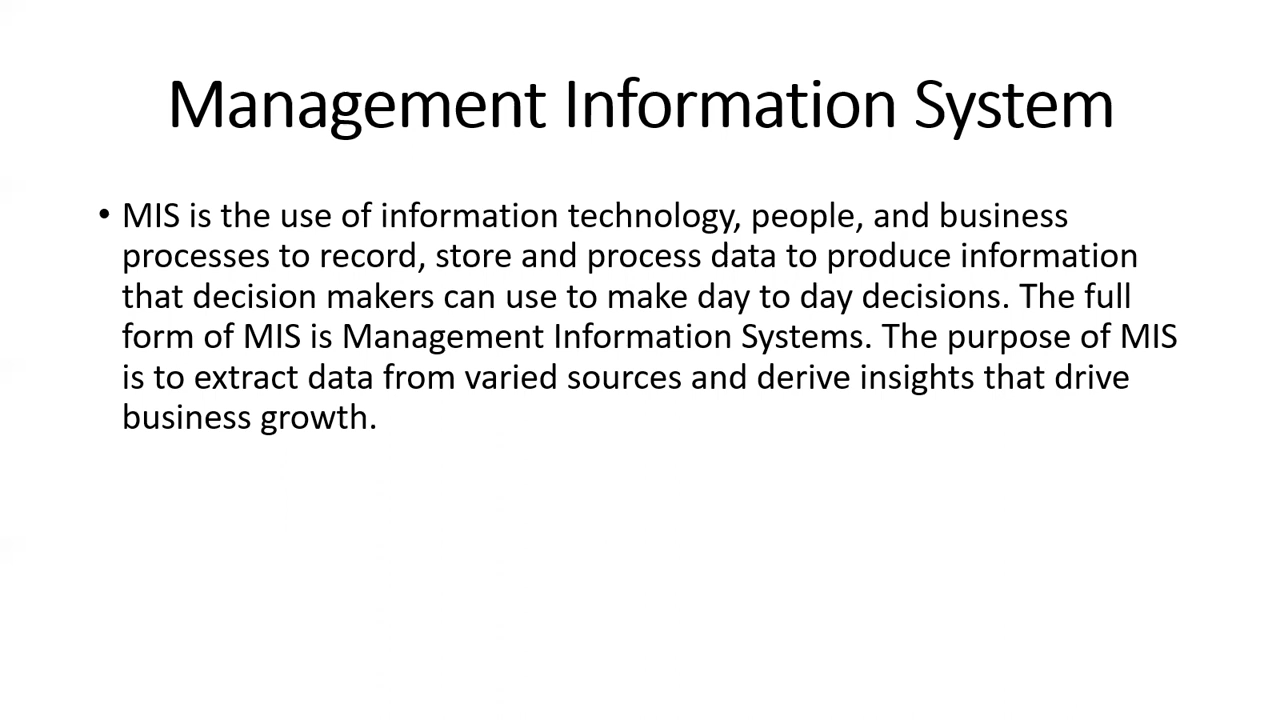 Management Information System
• MIS is the use of information technology, people, and business
processes to record, store and process data to produce information
that decision makers can use to make day to day decisions. The full
form of MIS is Management Information Systems. The purpose of MIS
is to extract data from varied sources and derive insights that drive
business growth.